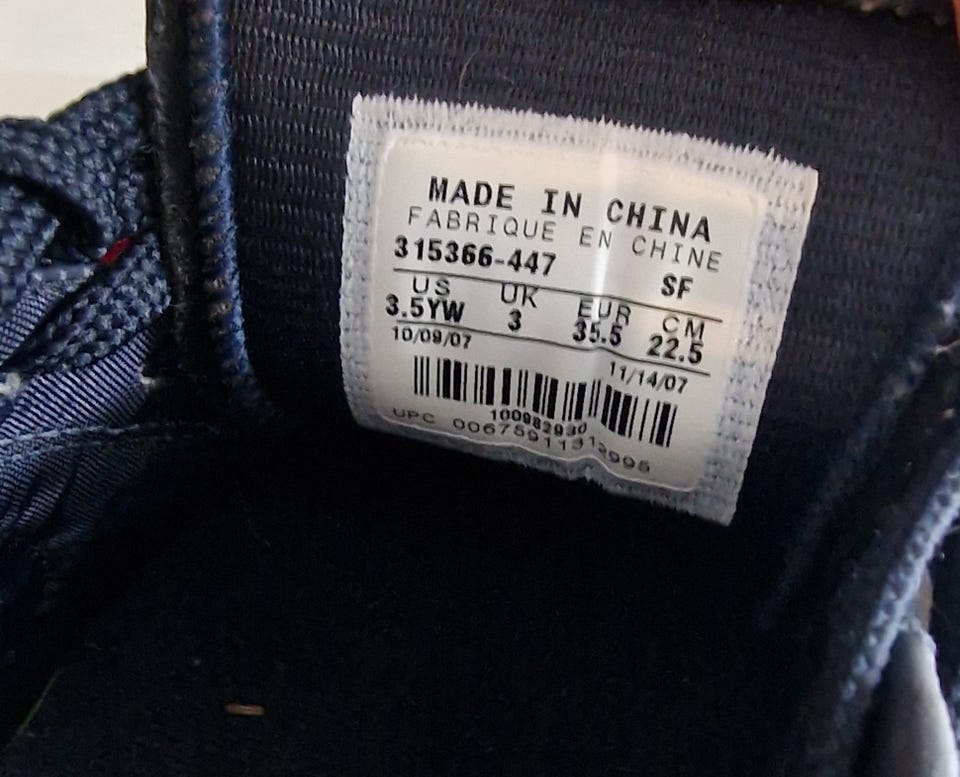 MADE IN CHINA
FABRIQUE EN CHINE
315366-447 SF
US UK EUR CM
3.5YW 3 35.5 22.5
10/09/07 11/14/07
100982930
UPC